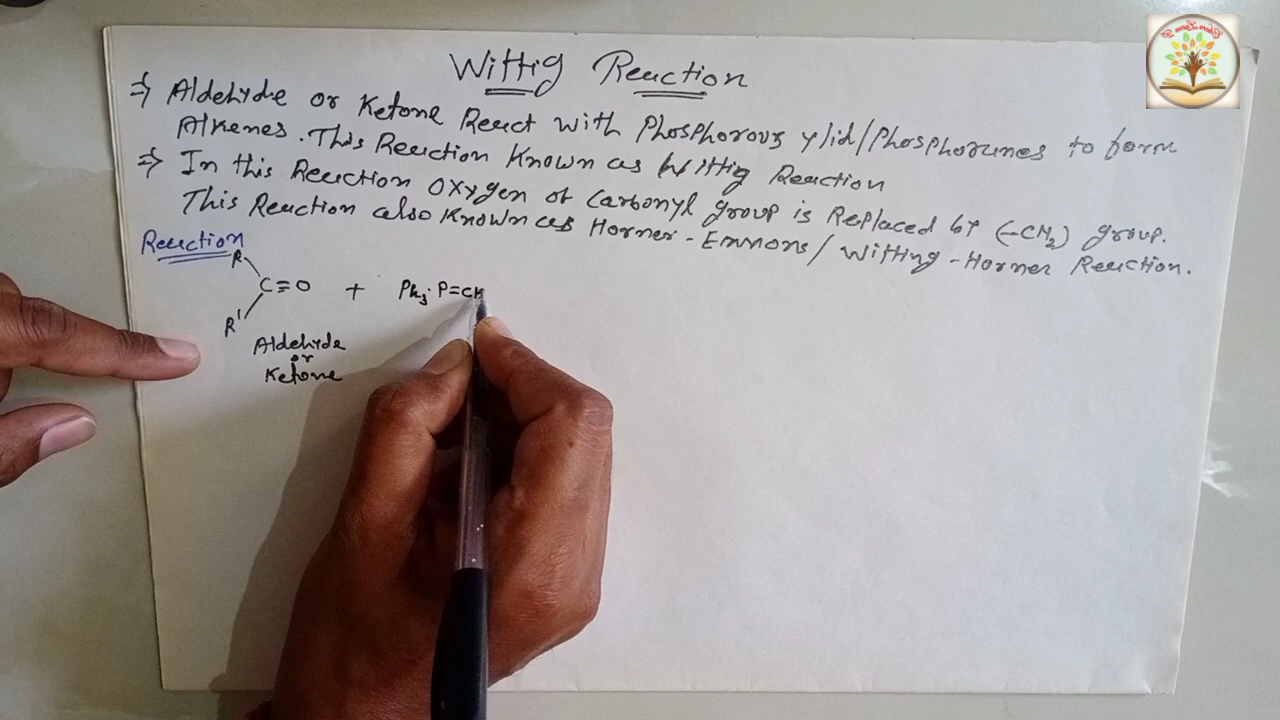 Wittig Reaction
⇒ Aldehyde or Ketone React with Phosphorous ylid/Phosphoranes to form
Alkenes. This Reaction Known as Wittig Reaction
⇒ In this Reaction Oxygen of Carbonyl group is Replaced by (=CH₂) group.
This Reaction also Known as Horner-Emmons/Witting-Horner Reaction.
Reaction
R
C=O + Ph₃·P=CH
R'
Aldehyde
or
Ketone